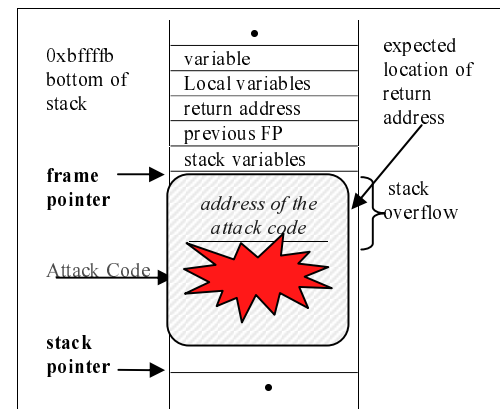 0xbffffb
bottom of
stack
frame
pointer
Attack Code
stack
pointer
variable
Local variables
return address
previous FP
stack variables
address of the
attack code
expected
location of
return
address
stack
overflow